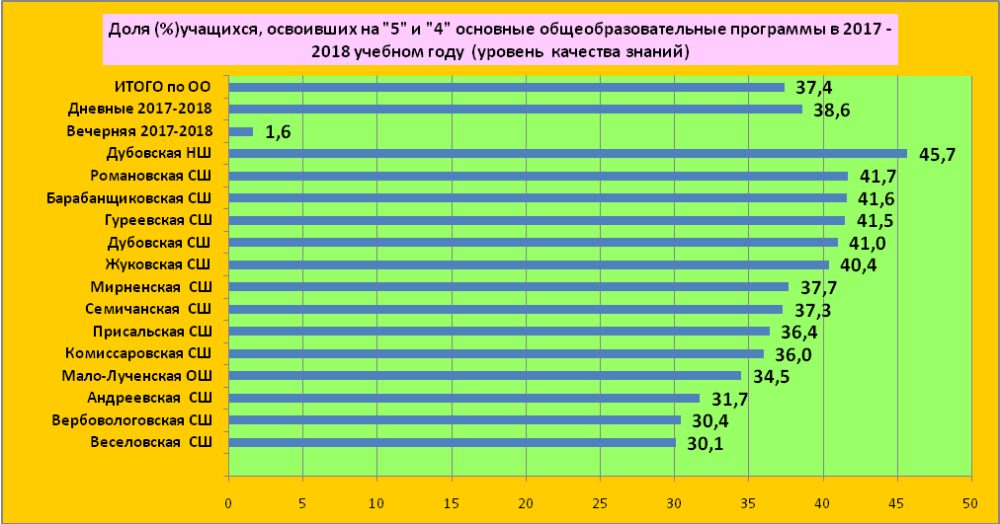 Доля (%)учащихся, освоивших на "5" и "4" основные общеобразовательные программы в 2017 -
2018 учебном году (уровень качества знаний)
ИТОГО по ОО 37,4
Дневные 2017-2018 38,6
Вечерняя 2017-2018 1,6
Дубовская НШ 45,7
Романовская СШ 41,7
Барабанщиковская СШ 41,6
Гуреевская СШ 41,5
Дубовская СШ 41,0
Жуковская СШ 40,4
Мирненская СШ 37,7
Семичанская СШ 37,3
Присальская СШ 36,4
Комиссаровская СШ 36,0
Мало-Лученская ОШ 34,5
Андреевская СШ 31,7
Вербовологовская СШ 30,4
Веселовская СШ 30,1
0 5 10 15 20 25 30 35 40 45 50